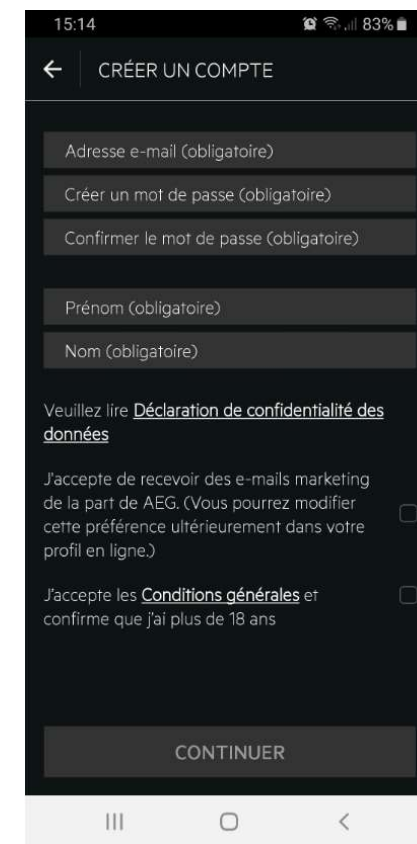 15:14 83%
CRÉER UN COMPTE
Adresse e-mail (obligatoire)
Créer un mot de passe (obligatoire)
Confirmer le mot de passe (obligatoire)
Prénom (obligatoire)
Nom (obligatoire)
Veuillez lire Déclaration de confidentialité des
données
J'accepte de recevoir des e-mails marketing
de la part de AEG. (Vous pourrez modifier
cette préférence ultérieurement dans votre
profil en ligne.)
J'accepte les Conditions générales et
confirme que j'ai plus de 18 ans
CONTINUER